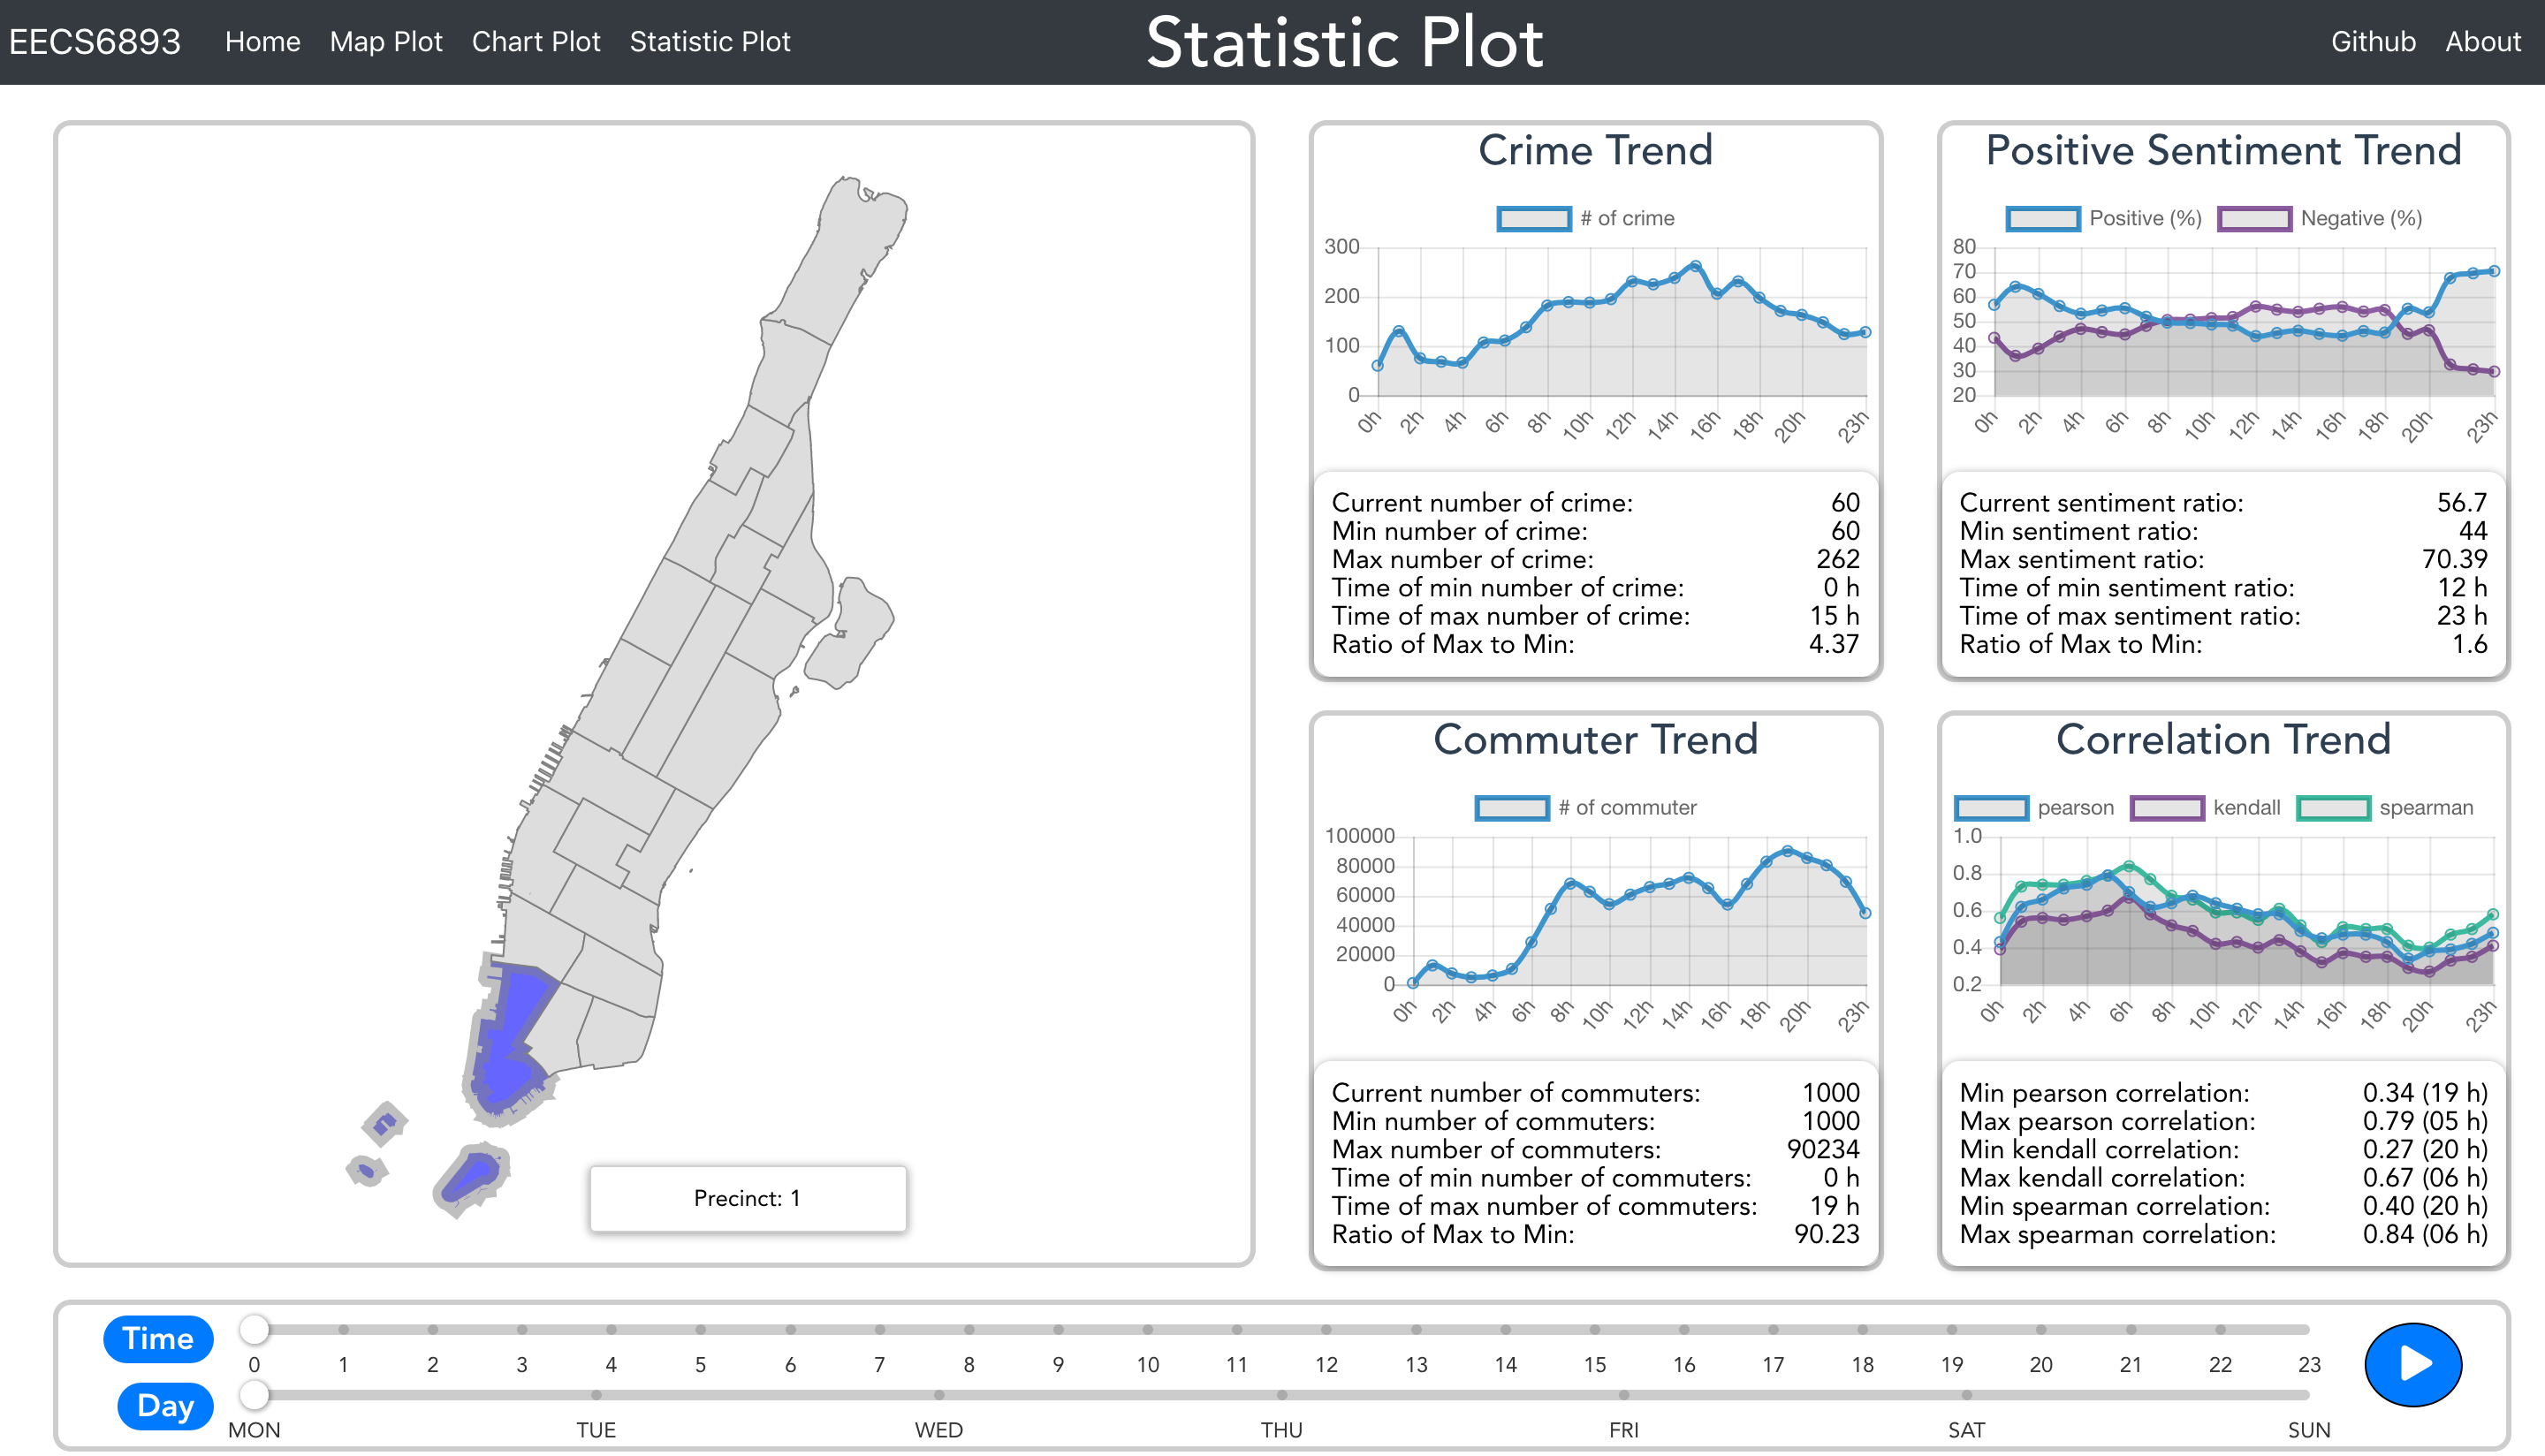 EECS6893 Home Map Plot Chart Plot Statistic Plot
Statistic Plot
Github About
Precinct: 1
Crime Trend
# of crime
300
200
100
0
0h 2h 4h 6h 8h 10h 12h 14h 16h 18h 20h 23h
Current number of crime: 60
Min number of crime: 60
Max number of crime: 262
Time of min number of crime: 0 h
Time of max number of crime: 15 h
Ratio of Max to Min: 4.37
Positive Sentiment Trend
Positive (%) Negative (%)
80
70
60
50
40
30
20
0h 2h 4h 6h 8h 10h 12h 14h 16h 18h 20h 23h
Current sentiment ratio: 56.7
Min sentiment ratio: 44
Max sentiment ratio: 70.39
Time of min sentiment ratio: 12 h
Time of max sentiment ratio: 23 h
Ratio of Max to Min: 1.6
Commuter Trend
# of commuter
100000
80000
60000
40000
20000
0
0h 2h 4h 6h 8h 10h 12h 14h 16h 18h 20h 23h
Current number of commuters: 1000
Min number of commuters: 1000
Max number of commuters: 90234
Time of min number of commuters: 0 h
Time of max number of commuters: 19 h
Ratio of Max to Min: 90.23
Correlation Trend
pearson kendall spearman
1.0
0.8
0.6
0.4
0.2
0h 2h 4h 6h 8h 10h 12h 14h 16h 18h 20h 23h
Min pearson correlation: 0.34 (19 h)
Max pearson correlation: 0.79 (05 h)
Min kendall correlation: 0.27 (20 h)
Max kendall correlation: 0.67 (06 h)
Min spearman correlation: 0.40 (20 h)
Max spearman correlation: 0.84 (06 h)
Time
0 1 2 3 4 5 6 7 8 9 10 11 12 13 14 15 16 17 18 19 20 21 22 23
Day
MON TUE WED THU FRI SAT SUN